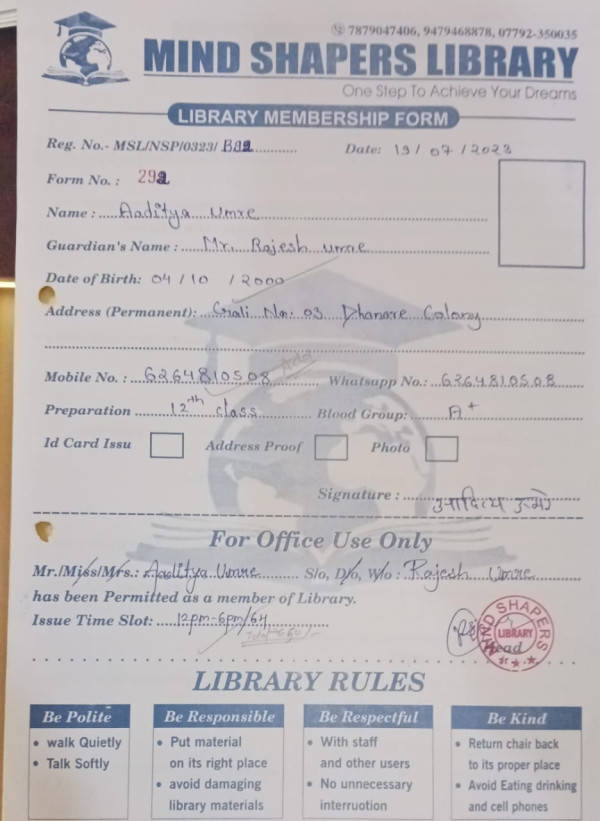 7879047406, 9479468878, 07792-350035
MIND SHAPERS LIBRARY
One Step To Achieve Your Dreams
LIBRARY MEMBERSHIP FORM
Reg. No.- MSL/NSP/0323/ Date: 19/07/2023
Form No. : 292
Name : Aaditya Umre
Guardian's Name : Mr. Rajesh umre
Date of Birth: 04/10/2000
Address (Permanent): Gali No: 03 Dhanare Colony
Mobile No. : 6264810508 Whatsapp No.: 6264810508
Preparation 12th class Blood Group: A+
Id Card Issu Address Proof Photo
Signature : आदित्य उमरे
For Office Use Only
Mr./Miss/Mrs.: Aaditya Umre S/o, D/o, W/o : Rajesh Umre
has been Permitted as a member of Library.
Issue Time Slot: 12pm-6pm/64
Head
MIND SHAPERS
LIBRARY
LIBRARY RULES
Be Polite
• walk Quietly
• Talk Softly
Be Responsible
• Put material
on its right place
• avoid damaging
library materials
Be Respectful
• With staff
and other users
• No unnecessary
interruotion
Be Kind
• Return chair back
to its proper place
• Avoid Eating drinking
and cell phones